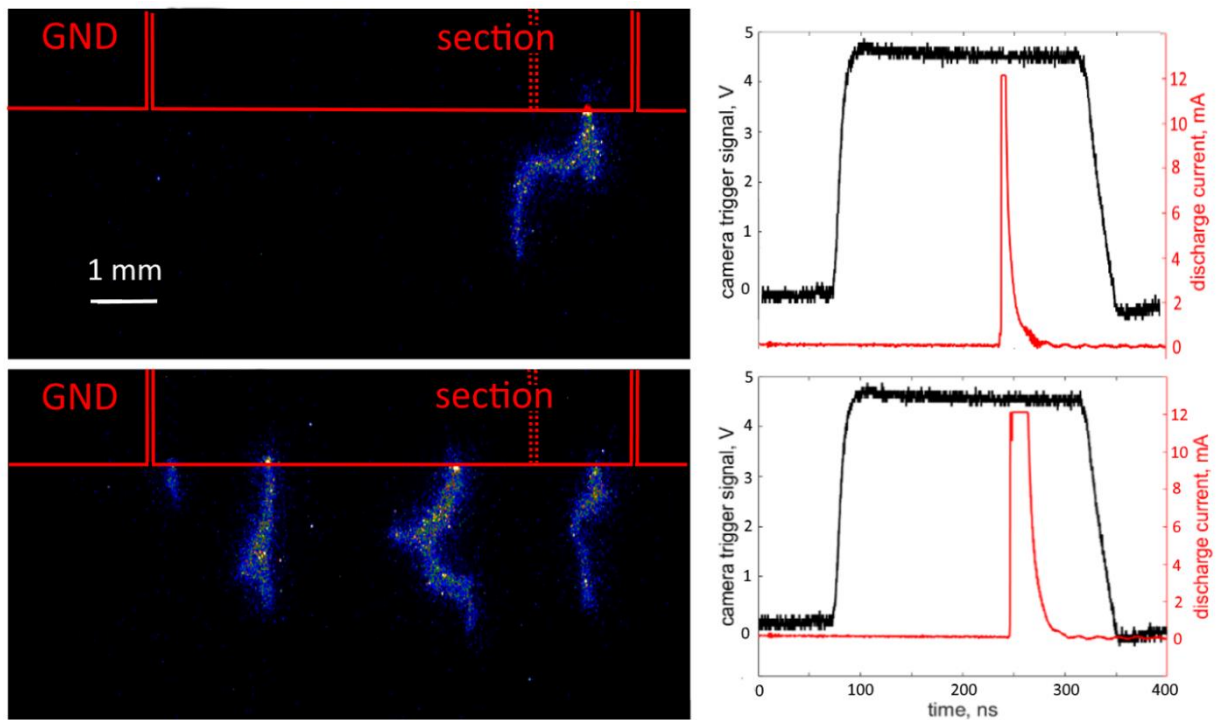 GND
section
1 mm
5
4
3
2
1
0
camera trigger signal, V
12
10
8
6
4
2
0
discharge current, mA
GND
section
5
4
3
2
1
0
camera trigger signal, V
12
10
8
6
4
2
0
discharge current, mA
0 100 200 300 400
time, ns